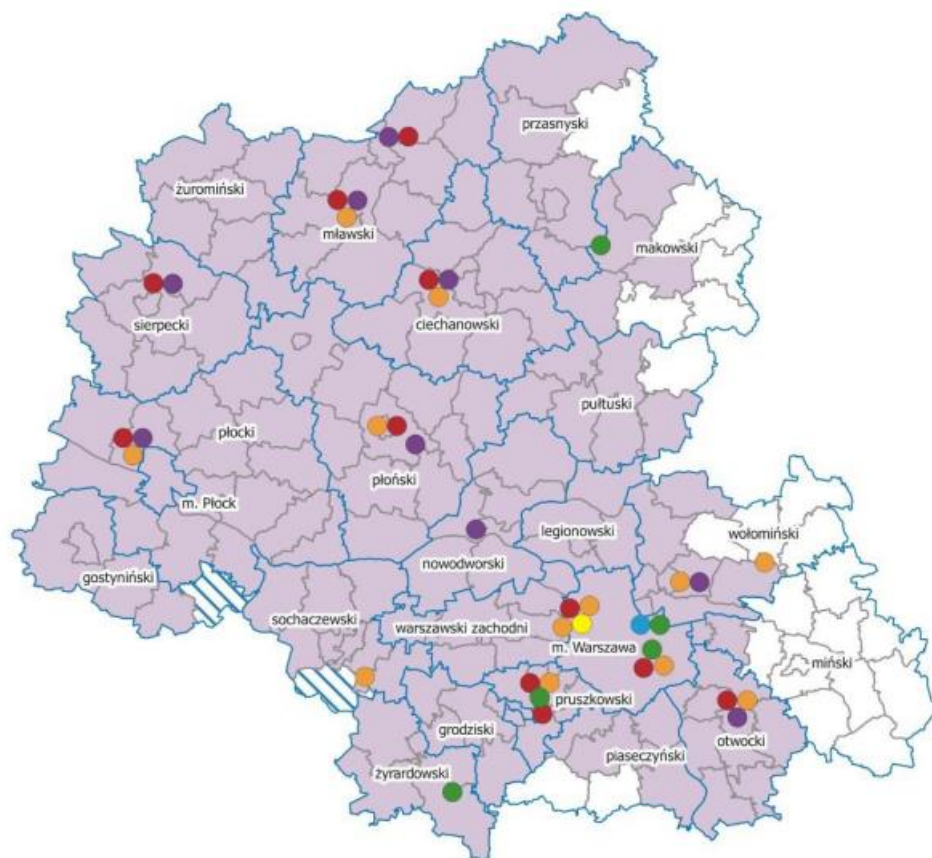 przasnyski
żuromiński
mławski
makowski
sierpecki
ciechanowski
płocki
pułtuski
płoński
m. Płock
legionowski
wołomiński
nowodworski
gostyniński
sochaczewski
warszawski zachodni
m. Warszawa
miński
pruszkowski
grodziski
otwocki
piaseczyński
żyrardowski